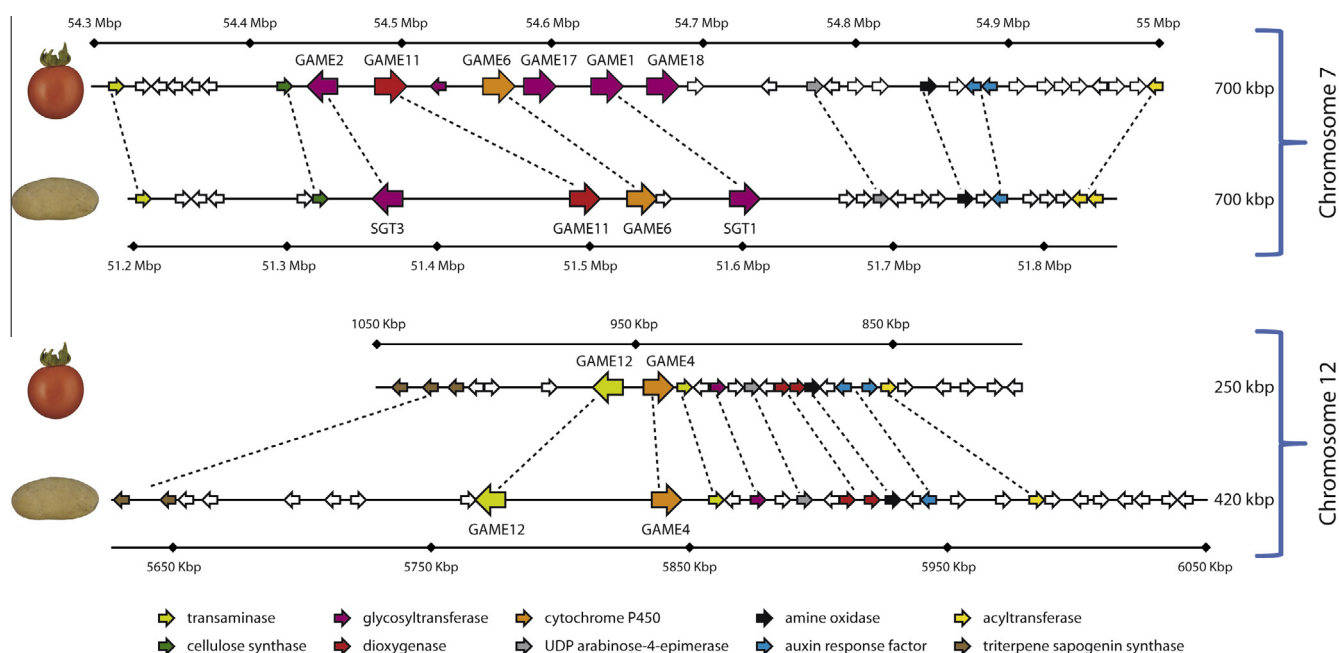 54.3 Mbp 54.4 Mbp 54.5 Mbp 54.6 Mbp 54.7 Mbp 54.8 Mbp 54.9 Mbp 55 Mbp
GAME2 GAME11 GAME6 GAME17 GAME1 GAME18
700 kbp
700 kbp
SGT3 GAME11 GAME6 SGT1
51.2 Mbp 51.3 Mbp 51.4 Mbp 51.5 Mbp 51.6 Mbp 51.7 Mbp 51.8 Mbp
Chromosome 7
1050 Kbp 950 Kbp 850 Kbp
GAME12 GAME4
250 kbp
420 kbp
GAME12 GAME4
5650 Kbp 5750 Kbp 5850 Kbp 5950 Kbp 6050 Kbp
Chromosome 12
transaminase glycosyltransferase cytochrome P450 amine oxidase acyltransferase
cellulose synthase dioxygenase UDP arabinose-4-epimerase auxin response factor triterpene sapogenin synthase